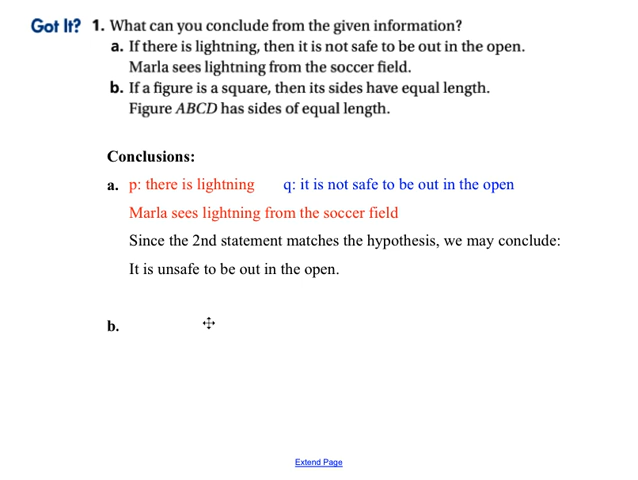 Got It? 1. What can you conclude from the given information?
a. If there is lightning, then it is not safe to be out in the open.
Marla sees lightning from the soccer field.
b. If a figure is a square, then its sides have equal length.
Figure ABCD has sides of equal length.
Conclusions:
a. p: there is lightning q: it is not safe to be out in the open
Marla sees lightning from the soccer field
Since the 2nd statement matches the hypothesis, we may conclude:
It is unsafe to be out in the open.
b.
Extend Page